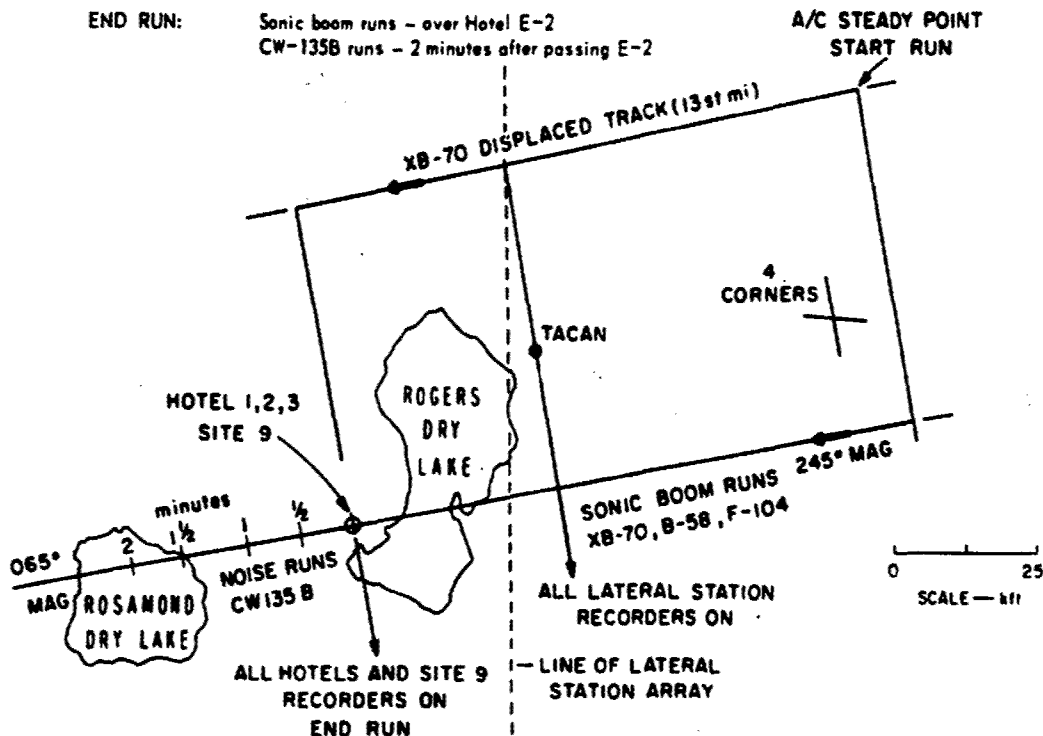 END RUN: Sonic boom runs – over Hotel E-2
CW-135B runs – 2 minutes after passing E-2
A/C STEADY POINT
START RUN
XB-70 DISPLACED TRACK (13 st mi)
4
CORNERS
TACAN
ROGERS
DRY
LAKE
HOTEL 1,2,3
SITE 9
245° MAG
SONIC BOOM RUNS
XB-70, B-58, F-104
minutes
2
1 ½
1
½
065°
MAG
NOISE RUNS
CW135 B
ROSAMOND
DRY LAKE
0
25
SCALE — kft
ALL LATERAL STATION
RECORDERS ON
ALL HOTELS AND SITE 9
RECORDERS ON
END RUN
LINE OF LATERAL
STATION ARRAY